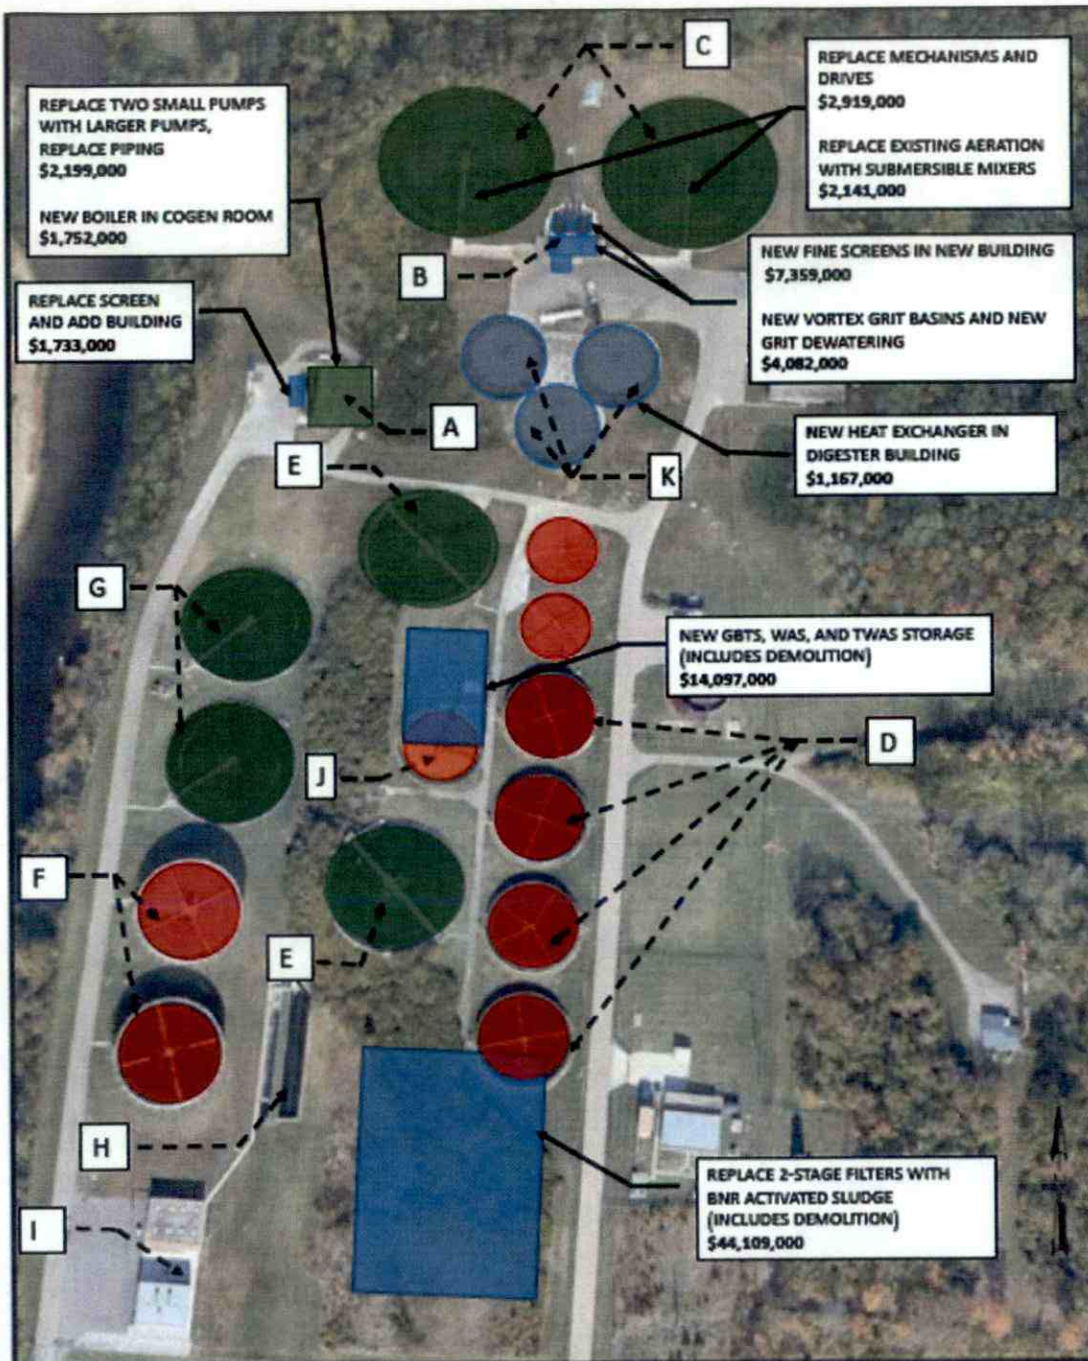 C
REPLACE MECHANISMS AND
DRIVES
$2,919,000
REPLACE EXISTING AERATION
WITH SUBMERSIBLE MIXERS
$2,141,000
REPLACE TWO SMALL PUMPS
WITH LARGER PUMPS,
REPLACE PIPING
$2,199,000
NEW BOILER IN COGEN ROOM
$1,752,000
B
NEW FINE SCREENS IN NEW BUILDING
$7,359,000
NEW VORTEX GRIT BASINS AND NEW
GRIT DEWATERING
$4,082,000
REPLACE SCREEN
AND ADD BUILDING
$1,733,000
A
NEW HEAT EXCHANGER IN
DIGESTER BUILDING
$1,167,000
E
K
G
NEW GBTS, WAS, AND TWAS STORAGE
(INCLUDES DEMOLITION)
$14,097,000
D
J
F
E
H
REPLACE 2-STAGE FILTERS WITH
BNR ACTIVATED SLUDGE
(INCLUDES DEMOLITION)
$44,109,000
I